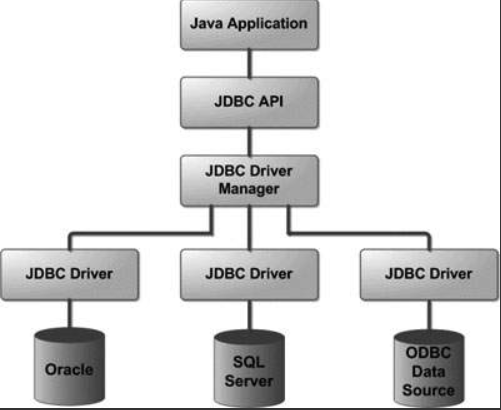 Java Application
JDBC API
JDBC Driver
Manager
JDBC Driver
JDBC Driver
JDBC Driver
Oracle
SQL
Server
ODBC
Data
Source